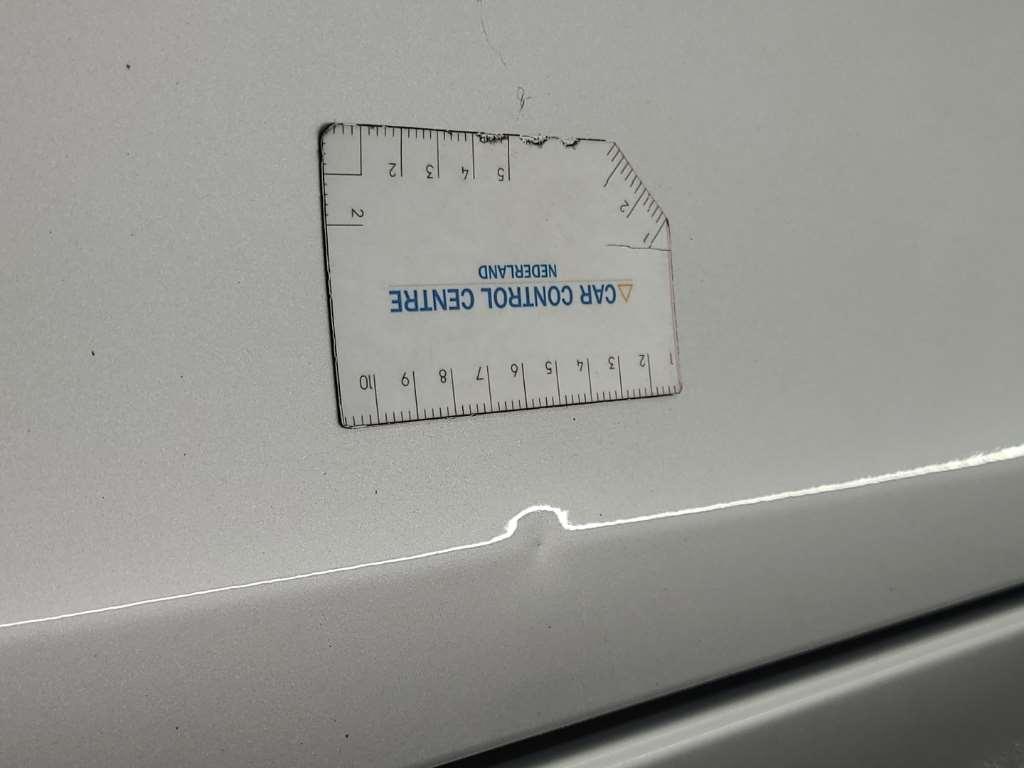 1 2 3 4 5 6 7 8 9 10
CAR CONTROL CENTRE
NEDERLAND
1 2
5 4 3 2
2